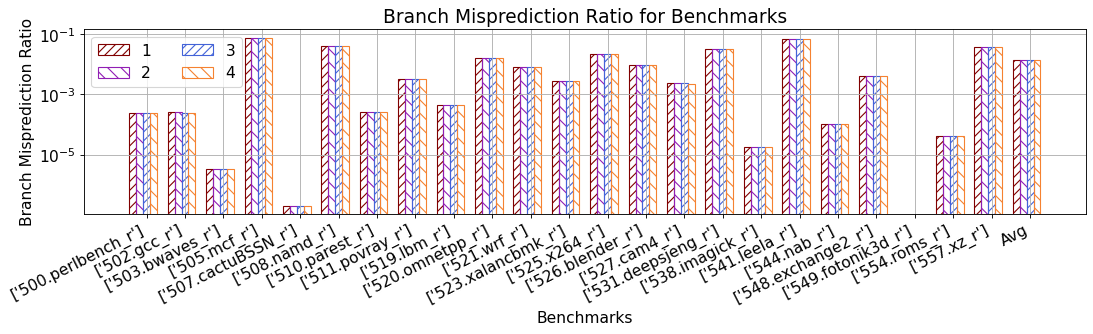 Branch Misprediction Ratio for Benchmarks
Branch Misprediction Ratio
10⁻¹
10⁻³
10⁻⁵
1 3
2 4
['500.perlbench_r']
['502.gcc_r']
['503.bwaves_r']
['505.mcf_r']
['507.cactuBSSN_r']
['508.namd_r']
['510.parest_r']
['511.povray_r']
['519.lbm_r']
['520.omnetpp_r']
['521.wrf_r']
['523.xalancbmk_r']
['525.x264_r']
['526.blender_r']
['527.cam4_r']
['531.deepsjeng_r']
['538.imagick_r']
['541.leela_r']
['544.nab_r']
['548.exchange2_r']
['549.fotonik3d_r']
['554.roms_r']
['557.xz_r']
Avg
Benchmarks